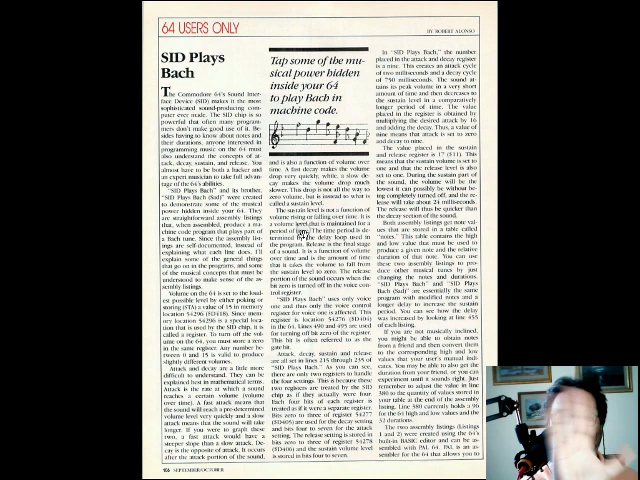 64 USERS ONLY
BY ROBERT ALONSO
SID Plays
Bach
The Commodore 64's Sound Inter-
face Device (SID) makes it the most
sophisticated sound-producing com-
puter ever made. The SID chip is so
powerful that often many program-
mers don't make good use of it. Be-
sides having to know about notes and
their durations, anyone interested in
programming music on the 64 must
also understand the concepts of at-
tack, decay, sustain, and release. You
almost have to be both a hacker and
an expert musician to take full advan-
tage of the 64's abilities.
"SID Plays Bach" and its brother,
"SID Plays Bach (Sad)" were created
to demonstrate some of the musical
power hidden inside your 64. They
are straightforward assembly listings
that, when assembled, produce a ma-
chine code program that plays part of
a Bach tune. Since the assembly list-
ings are self-documented, instead of
explaining what each line does, I'll
explain some of the general things
that go on in the programs, and some
of the musical concepts that must be
understood to make sense of the as-
sembly listings.
Volume on the 64 is set to the loud-
est possible level by either poking or
storing (STA) a value of 15 in memory
location 54296 ($D418). Since mem-
ory location 54296 is a special loca-
tion that is used by the SID chip, it is
called a register. To turn off the vol-
ume on the 64, you must store a zero
in the same register. Any number be-
tween 0 and 15 is valid to produce
slightly different volumes.
Attack and decay are a little more
difficult to understand. They can be
explained best in mathematical terms.
Attack is the rate at which a sound
reaches a certain volume (volume
over time). A fast attack means that
the sound will reach a pre-determined
volume level very quickly and a slow
attack means that the sound will take
longer. If you were to graph these
two, a fast attack would have a
steeper slope than a slow attack. De-
cay is the opposite of attack. It occurs
after the attack portion of the sound,
Tap some of the mu-
sical power hidden
inside your 64
to play Bach in
machine code.
and is also a function of volume over
time. A fast decay makes the volume
drop very quickly, while, a slow de-
cay makes the volume drop much
slower. This drop is not all the way to
zero volume, but is instead so what is
called a sustain level.
The sustain level is not a function of
volume rising or falling over time. It is
a volume level that is maintained for a
period of time. The time period is de-
termined by the delay loop used in
the program. Release is the final stage
of a sound. It is a function of volume
over time and is the amount of time
that it takes the volume to fall from
the sustain level to zero. The release
portion of the sound occurs when the
bit zero is turned off in the voice con-
trol register.
"SID Plays Bach" uses only voice
one and thus only the voice control
register for voice one is affected. This
register is location 54276 ($D404)
in the 64. Lines 490 and 495 are used
for turning off bit zero of the register.
This bit is often referred to as the
gate bit.
Attack, decay, sustain and release
are all set in lines 215 through 235 of
"SID Plays Bach." As you can see,
there are only two registers to handle
the four settings. This is because these
two registers are treated by the SID
chip as if they actually were four.
Each four bits of each register is
treated as if it were a separate register.
Bits zero to three of register 54277
($D405) are used for the decay setting
and bits four to seven for the attack
setting. The release setting is stored in
bits zero to three of register 54278
($D406) and the sustain volume level
is stored in bits four to seven.
In "SID Plays Bach," the number
placed in the attack and decay register
is a nine. This creates an attack cycle
of two milliseconds and a decay cycle
of 750 milliseconds. The sound at-
tains its peak volume in a very short
amount of time and then decreases to
the sustain level in a comparatively
longer period of time. The value
placed in the register is obtained by
multiplying the desired attack by 16
and adding the decay. Thus, a value of
nine means that attack is set to zero
and decay to nine.
The value placed in the sustain
and release register is 17 ($11). This
means that the sustain volume is set to
one and that the release level is also
set to one. During the sustain part of
the sound, the volume will be the
lowest it can possibly be without be-
ing completely turned off, and the re-
lease will take about 24 milliseconds.
The release will thus be quicker than
the decay section of the sound.
Both assembly listings get note val-
ues that are stored in a table called
"notes." This table contains the high
and low value that must be used to
produce a given note and the relative
duration of that note. You can use
these two assembly listings to pro-
duce other musical tunes by just
changing the notes and durations.
"SID Plays Bach" and "SID Plays
Bach (Sad)" are essentially the same
program with modified notes and a
longer delay to increase the sustain
period. You can see how the delay
was increased by looking at line 455
of each listing.
If you are not musically inclined,
you might be able to obtain notes
from a friend and then convert them
to the corresponding high and low
values that your user's manual indi-
cates. You may be able to get the
duration from your friend, or you can
experiment until it sounds right. Just
remember to adjust the value in line
380 to the quantity of values stored in
your table at the end of the assembly
listing. Line 380 currently holds a 96
for the 64 high and low values and the
32 durations.
The two assembly listings (Listings
1 and 2) were created using the 64's
built-in BASIC editor and can be as-
sembled with PAL 64. PAL is an as-
sembler for the 64 that allows you to
106 SEPTEMBER/OCTOBER